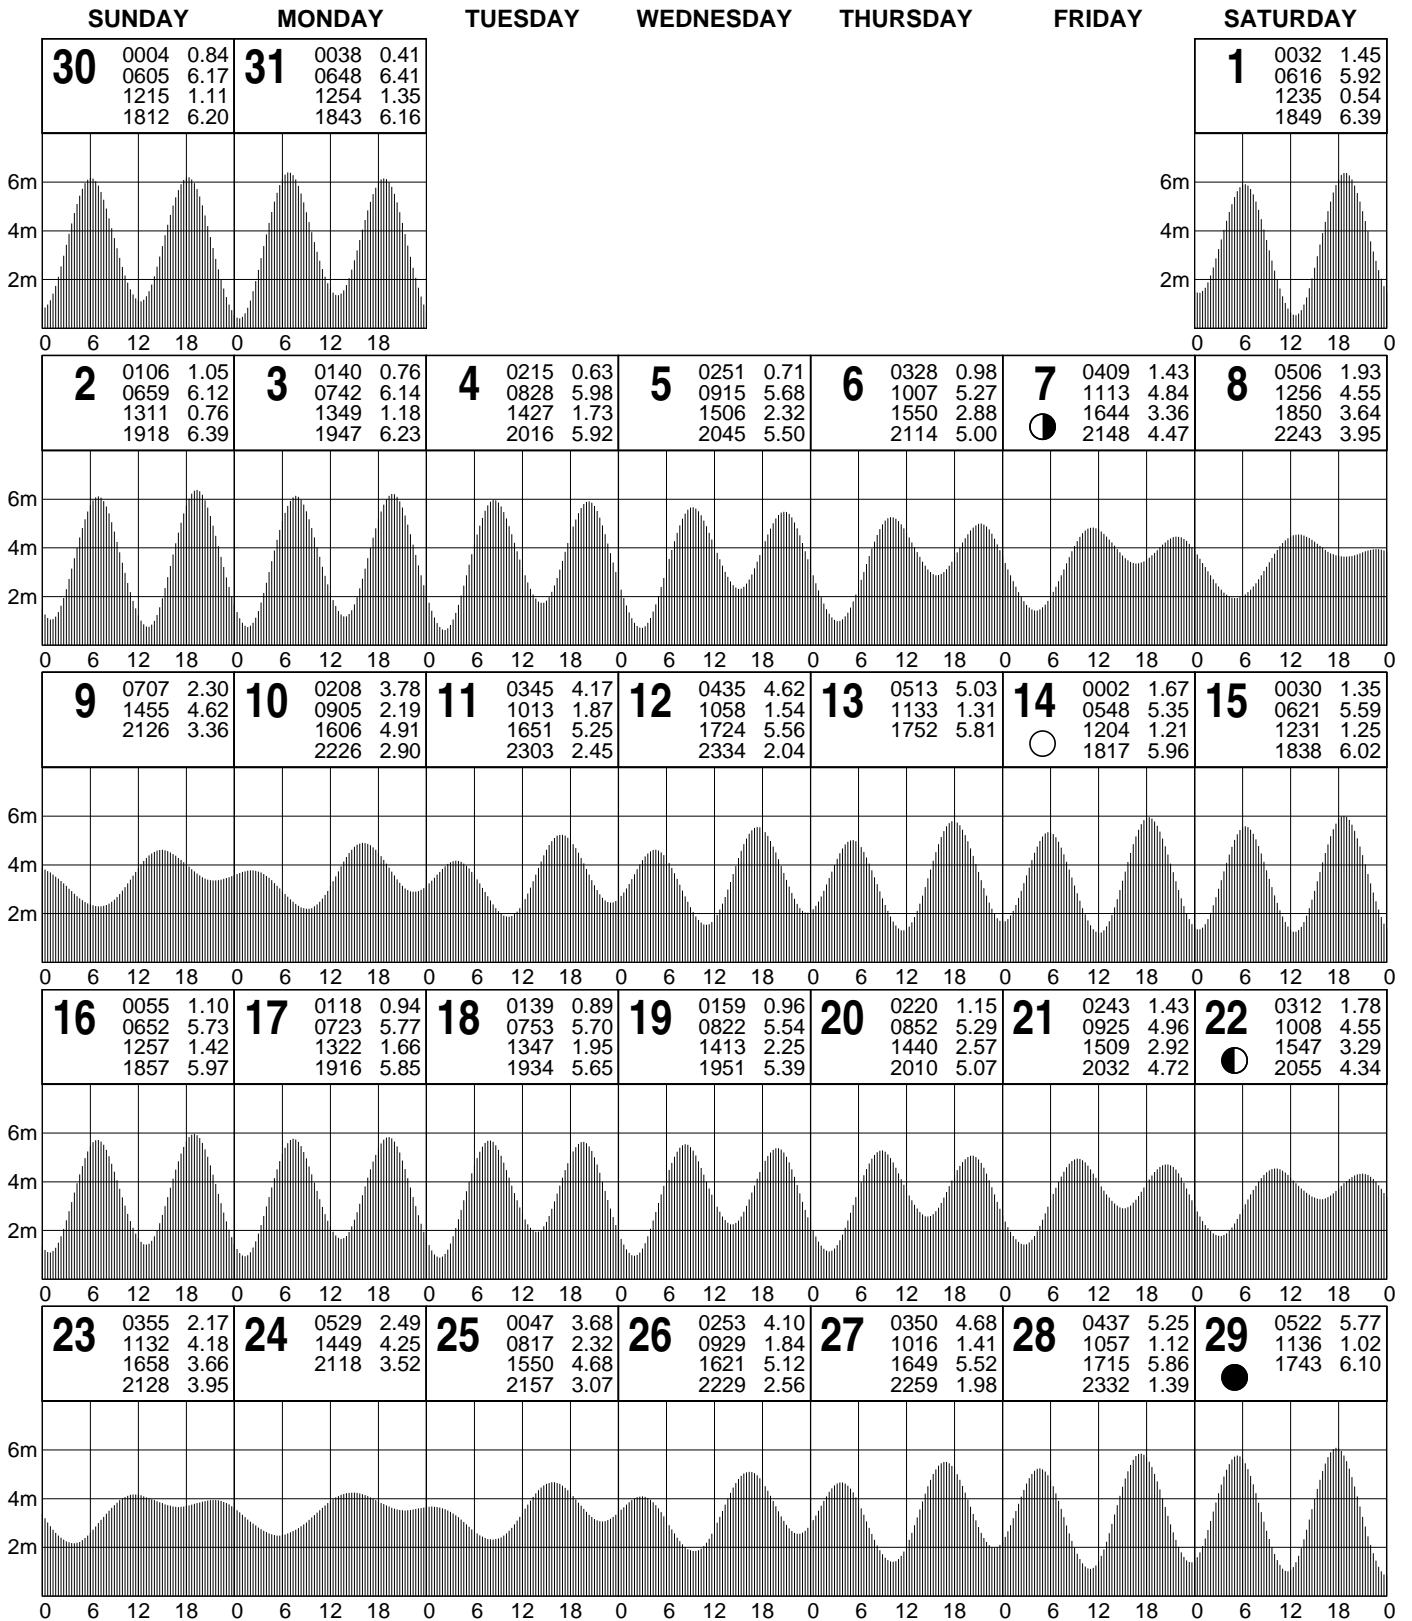 SUNDAY MONDAY TUESDAY WEDNESDAY THURSDAY FRIDAY SATURDAY
30 0004 0.84 31 0038 0.41 1 0032 1.45
0605 6.17 0648 6.41 0616 5.92
1215 1.11 1254 1.35 1235 0.54
1812 6.20 1843 6.16 1849 6.39
6m 6m
4m 4m
2m 2m
0 6 12 18 0 6 12 18 0 6 12 18 0
2 0106 1.05 3 0140 0.76 4 0215 0.63 5 0251 0.71 6 0328 0.98 7 0409 1.43 8 0506 1.93
0659 6.12 0742 6.14 0828 5.98 0915 5.68 1007 5.27 1113 4.84 1256 4.55
1311 0.76 1349 1.18 1427 1.73 1506 2.32 1550 2.88 1644 3.36 1850 3.64
1918 6.39 1947 6.23 2016 5.92 2045 5.50 2114 5.00 2148 4.47 2243 3.95
6m
4m
2m
0 6 12 18 0 6 12 18 0 6 12 18 0 6 12 18 0 6 12 18 0 6 12 18 0 6 12 18 0
9 0707 2.30 10 0208 3.78 11 0345 4.17 12 0435 4.62 13 0513 5.03 14 0002 1.67 15 0030 1.35
1455 4.62 0905 2.19 1013 1.87 1058 1.54 1133 1.31 0548 5.35 0621 5.59
2126 3.36 1606 4.91 1651 5.25 1724 5.56 1752 5.81 1204 1.21 1231 1.25
2226 2.90 2303 2.45 2334 2.04 1817 5.96 1838 6.02
6m
4m
2m
0 6 12 18 0 6 12 18 0 6 12 18 0 6 12 18 0 6 12 18 0 6 12 18 0 6 12 18 0
16 0055 1.10 17 0118 0.94 18 0139 0.89 19 0159 0.96 20 0220 1.15 21 0243 1.43 22 0312 1.78
0652 5.73 0723 5.77 0753 5.70 0822 5.54 0852 5.29 0925 4.96 1008 4.55
1257 1.42 1322 1.66 1347 1.95 1413 2.25 1440 2.57 1509 2.92 1547 3.29
1857 5.97 1916 5.85 1934 5.65 1951 5.39 2010 5.07 2032 4.72 2055 4.34
6m
4m
2m
0 6 12 18 0 6 12 18 0 6 12 18 0 6 12 18 0 6 12 18 0 6 12 18 0 6 12 18 0
23 0355 2.17 24 0529 2.49 25 0047 3.68 26 0253 4.10 27 0350 4.68 28 0437 5.25 29 0522 5.77
1132 4.18 1449 4.25 0817 2.32 0929 1.84 1016 1.41 1057 1.12 1136 1.02
1658 3.66 2118 3.52 1550 4.68 1621 5.12 1649 5.52 1715 5.86 1743 6.10
2128 3.95 2157 3.07 2229 2.56 2259 1.98 2332 1.39
6m
4m
2m
0 6 12 18 0 6 12 18 0 6 12 18 0 6 12 18 0 6 12 18 0 6 12 18 0 6 12 18 0